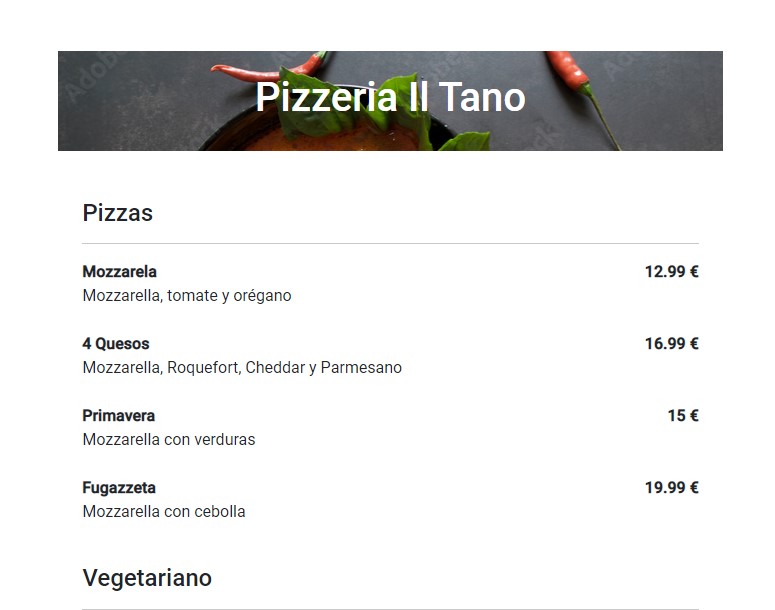 Pizzeria Il Tano
Pizzas
Mozzarela 12.99 €
Mozzarella, tomate y orégano
4 Quesos 16.99 €
Mozzarella, Roquefort, Cheddar y Parmesano
Primavera 15 €
Mozzarella con verduras
Fugazzeta 19.99 €
Mozzarella con cebolla
Vegetariano